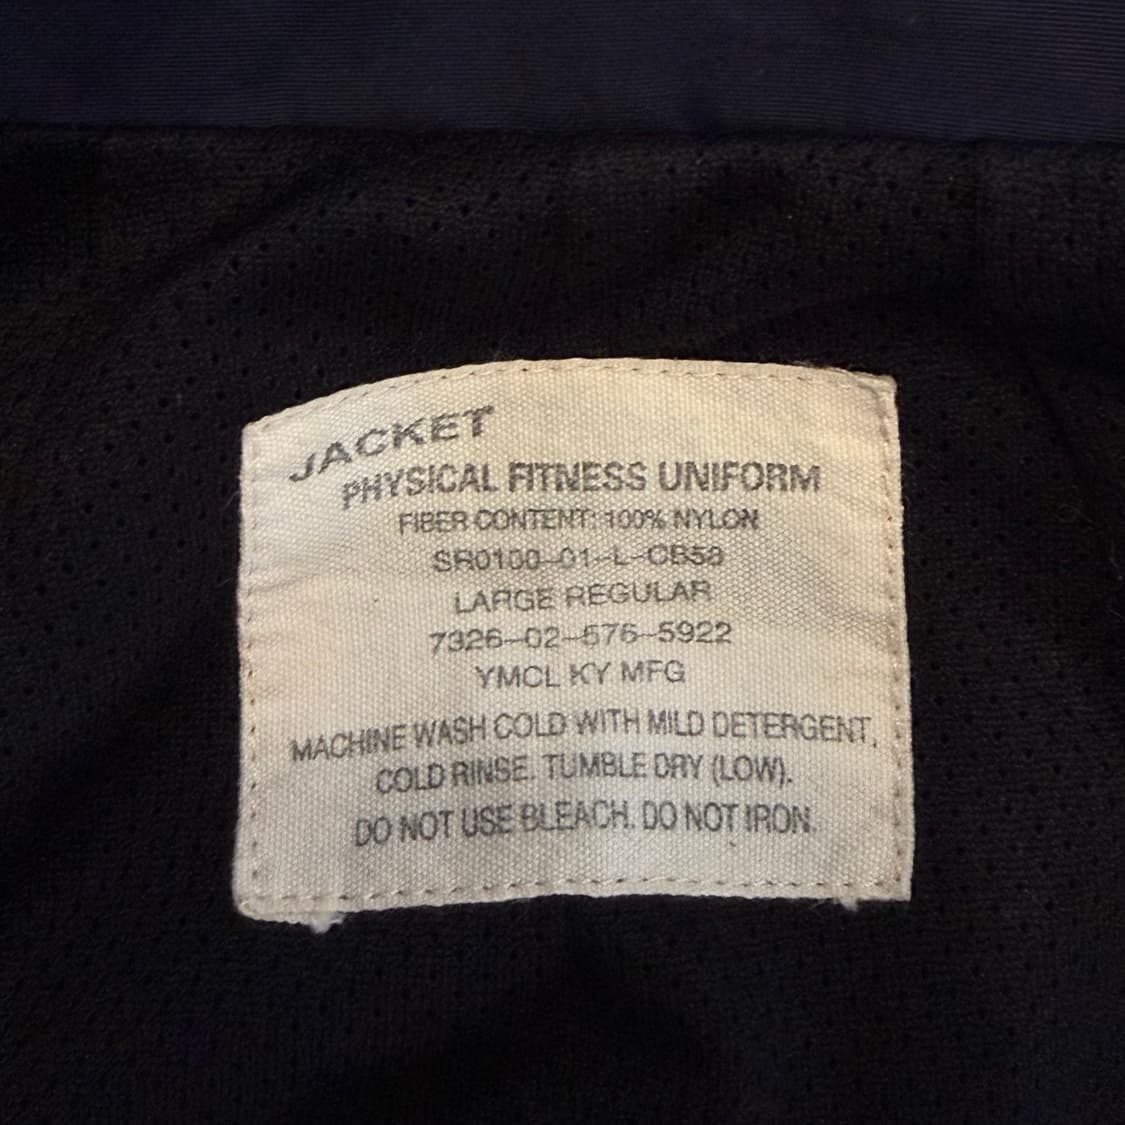 JACKET
PHYSICAL FITNESS UNIFORM
FIBER CONTENT: 100% NYLON
SR0100-01-L-CB58
LARGE REGULAR
7326-02-576-5922
YMCL KY MFG
MACHINE WASH COLD WITH MILD DETERGENT,
COLD RINSE. TUMBLE DRY (LOW).
DO NOT USE BLEACH. DO NOT IRON.